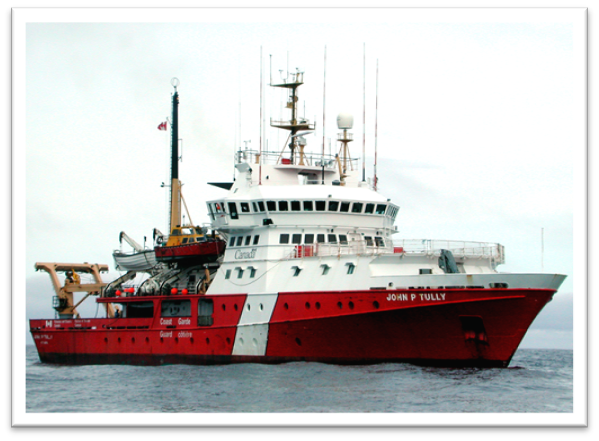 Canada
JOHN P TULLY
Coast Garde
Guard côtière